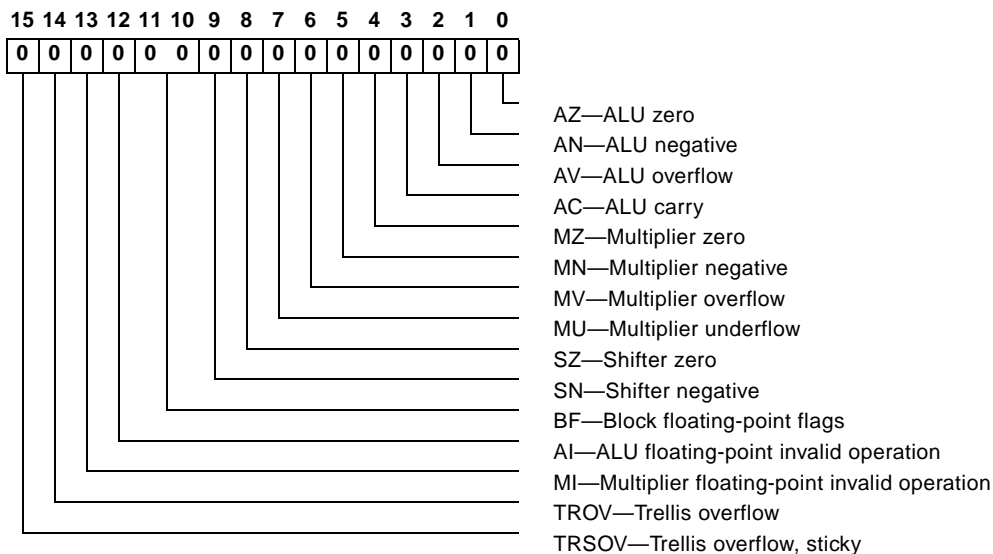 15 14 13 12 11 10 9 8 7 6 5 4 3 2 1 0
0 0 0 0 0 0 0 0 0 0 0 0 0 0 0 0
AZ—ALU zero
AN—ALU negative
AV—ALU overflow
AC—ALU carry
MZ—Multiplier zero
MN—Multiplier negative
MV—Multiplier overflow
MU—Multiplier underflow
SZ—Shifter zero
SN—Shifter negative
BF—Block floating-point flags
AI—ALU floating-point invalid operation
MI—Multiplier floating-point invalid operation
TROV—Trellis overflow
TRSOV—Trellis overflow, sticky